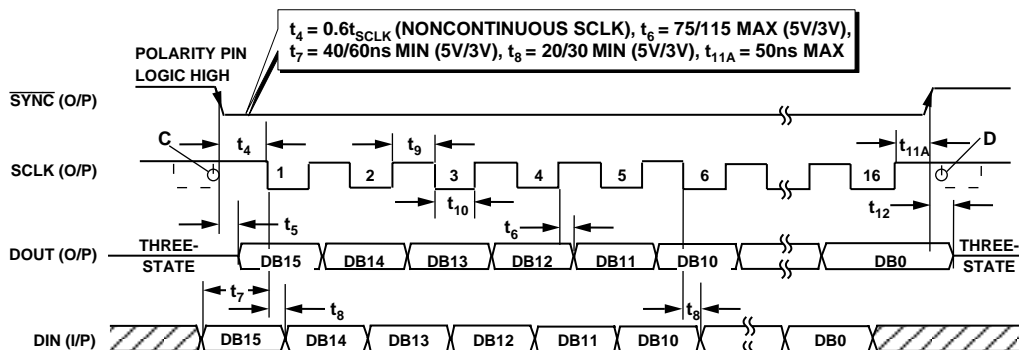 t4 = 0.6tSCLK (NONCONTINUOUS SCLK), t6 = 75/115 MAX (5V/3V),
t7 = 40/60ns MIN (5V/3V), t8 = 20/30 MIN (5V/3V), t11A = 50ns MAX
POLARITY PIN
LOGIC HIGH
SYNC (O/P)
C
t4
t9
t11A
D
SCLK (O/P)
1 2 3 4 5 6 16
t10
t12
t5
t6
THREE-
STATE
DOUT (O/P)
DB15 DB14 DB13 DB12 DB11 DB10 DB0
THREE-
STATE
t7
t8
t8
DIN (I/P)
DB15 DB14 DB13 DB12 DB11 DB10 DB0